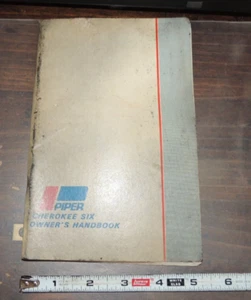 PIPER
CHEROKEE SIX
OWNER'S HANDBOOK
1 2 3 4 5 6